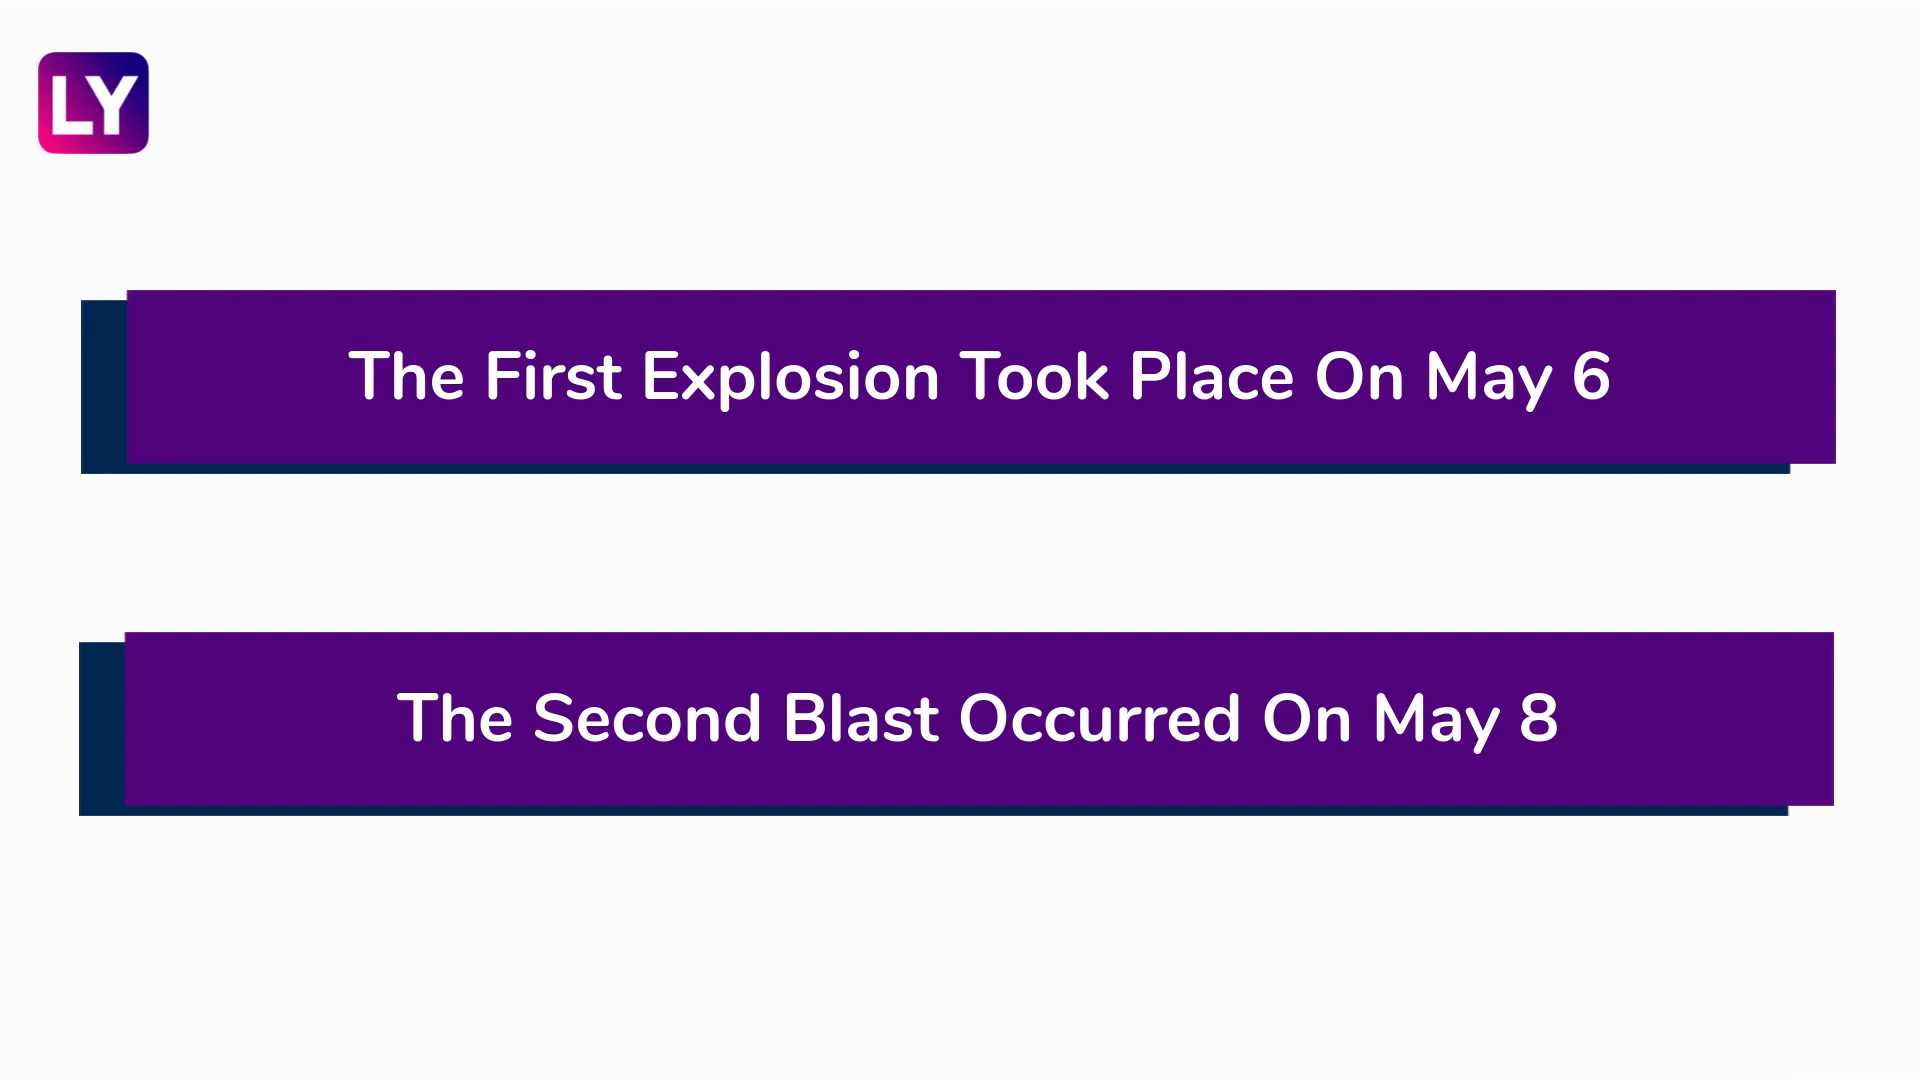 LY
The First Explosion Took Place On May 6
The Second Blast Occurred On May 8